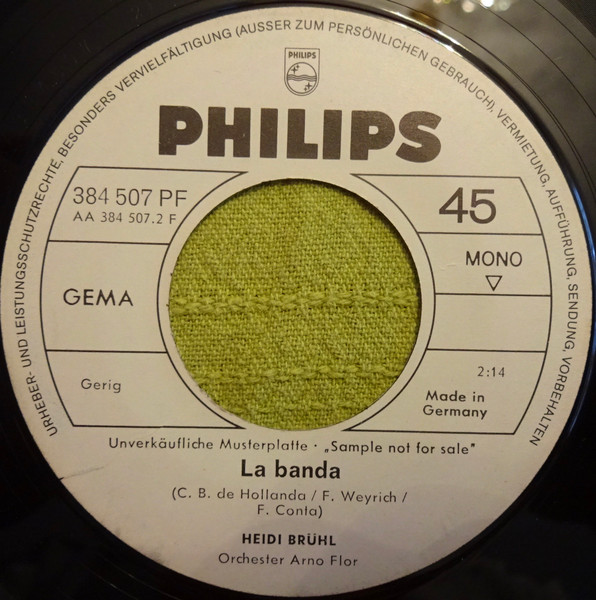 URHEBER- UND LEISTUNGSSCHUTZRECHTE, BESONDERS VERVIELFÄLTIGUNG (AUSSER ZUM PERSÖNLICHEN GEBRAUCH), VERMIETUNG, AUFFÜHRUNG, SENDUNG, VORBEHALTEN
PHILIPS
PHILIPS
384 507 PF
AA 384 507.2 F
45
MONO
GEMA
Gerig
2:14
Made in
Germany
Unverkäufliche Musterplatte · „Sample not for sale"
La banda
(C. B. de Hollanda / F. Weyrich /
F. Conta)
HEIDI BRÜHL
Orchester Arno Flor